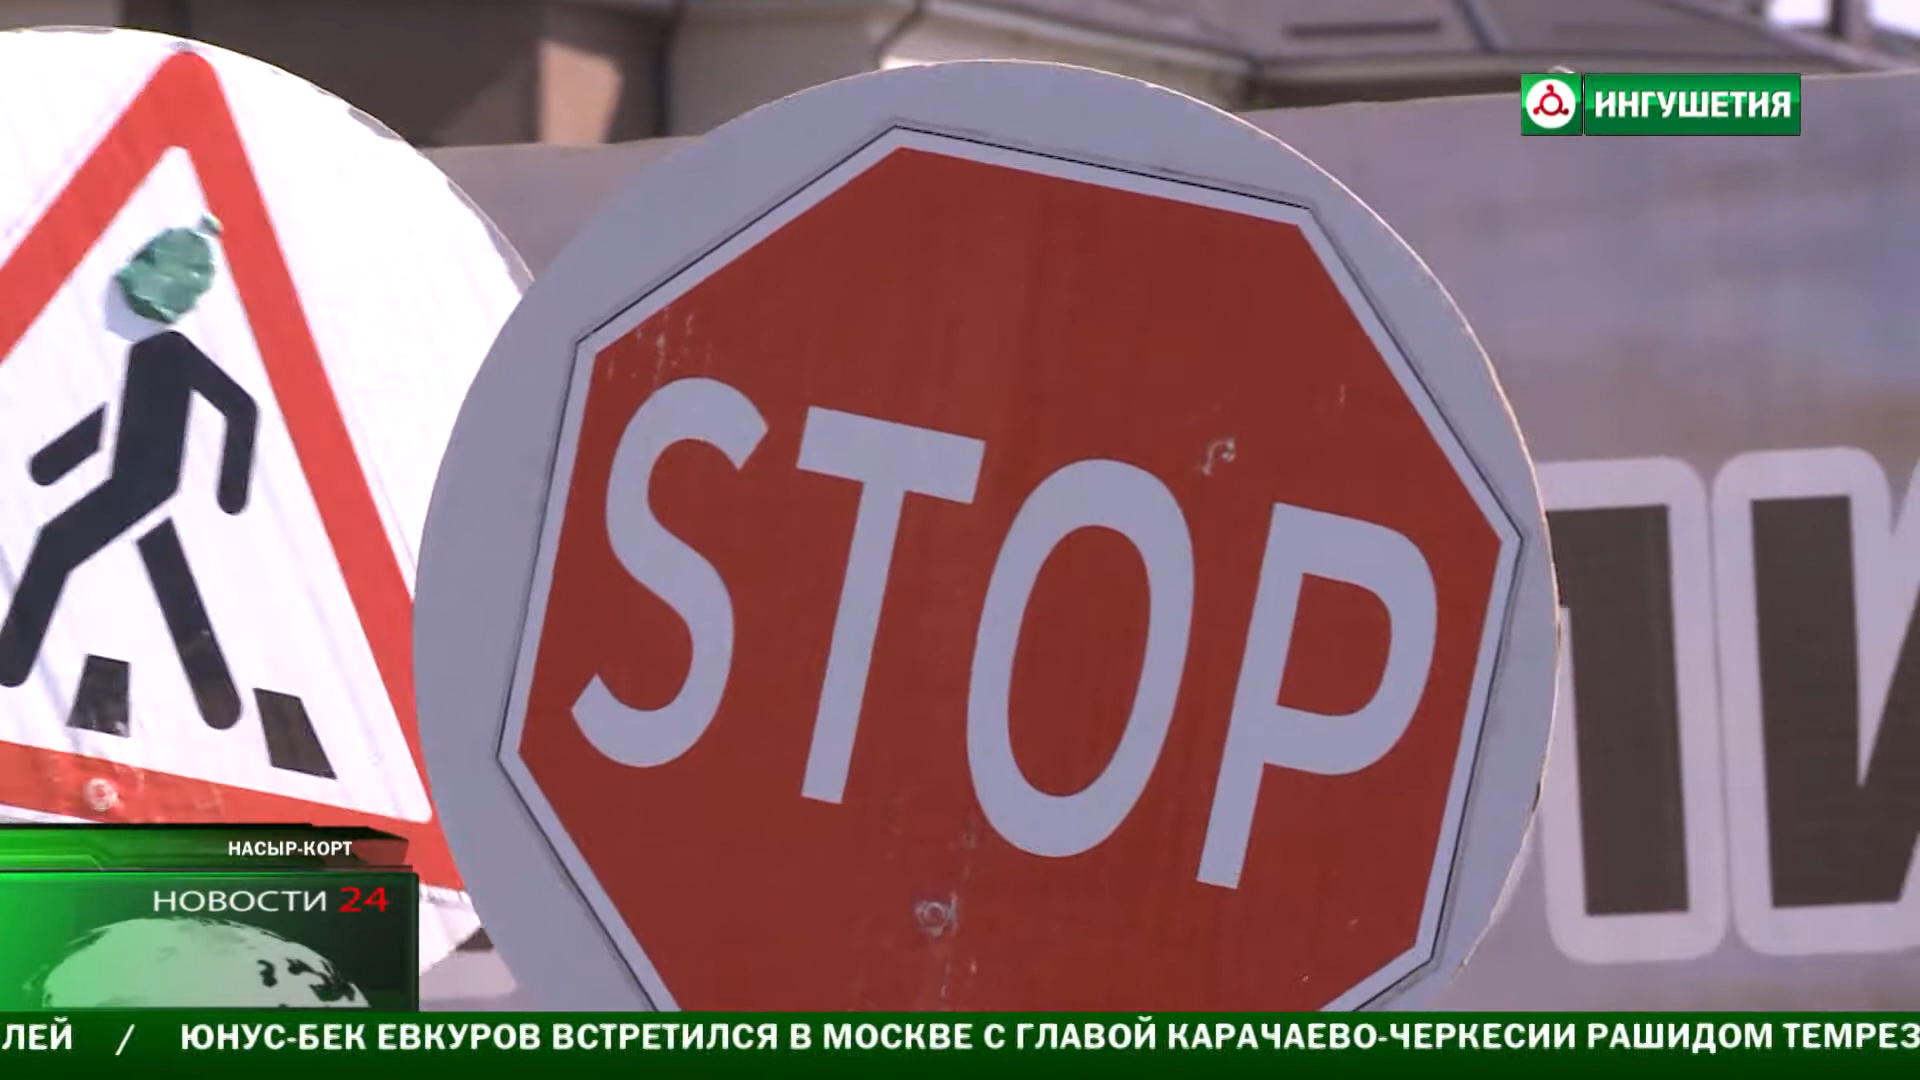 ИНГУШЕТИЯ
STOP
НАСЫР-КОРТ
НОВОСТИ 24
ЛЕЙ / ЮНУС-БЕК ЕВКУРОВ ВСТРЕТИЛСЯ В МОСКВЕ С ГЛАВОЙ КАРАЧАЕВО-ЧЕРКЕСИИ РАШИДОМ ТЕМРЕЗ